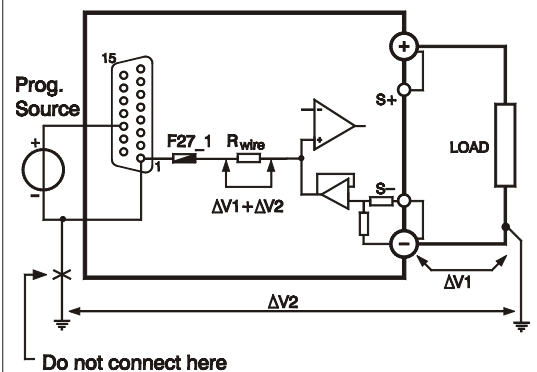 15
Prog.
Source
+
−
F27_1
Rwire
1
ΔV1+ΔV2
−
+
+
S+
S−
−
LOAD
ΔV1
ΔV2
Do not connect here